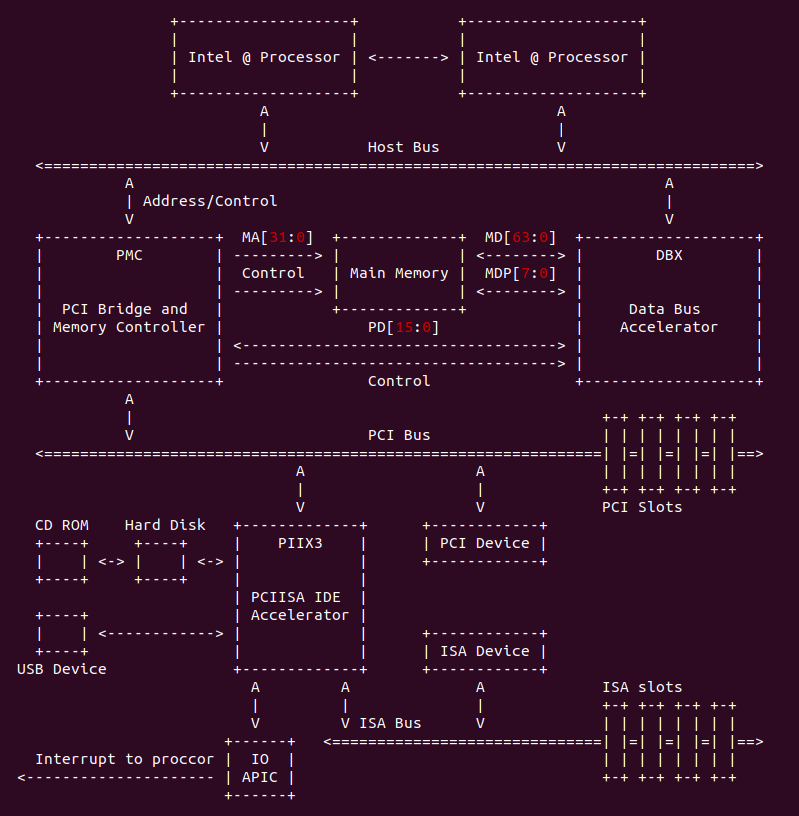 Intel @ Processor <-------> Intel @ Processor
Host Bus
Address/Control
MA[31:0] MD[63:0]
PMC DBX
Control Main Memory MDP[7:0]
PCI Bridge and Data Bus
Memory Controller PD[15:0] Accelerator
Control
PCI Bus
PCI Slots
CD ROM Hard Disk
PIIX3 PCI Device
PCIISA IDE
Accelerator
ISA Device
USB Device
ISA slots
ISA Bus
Interrupt to proccor IO
APIC